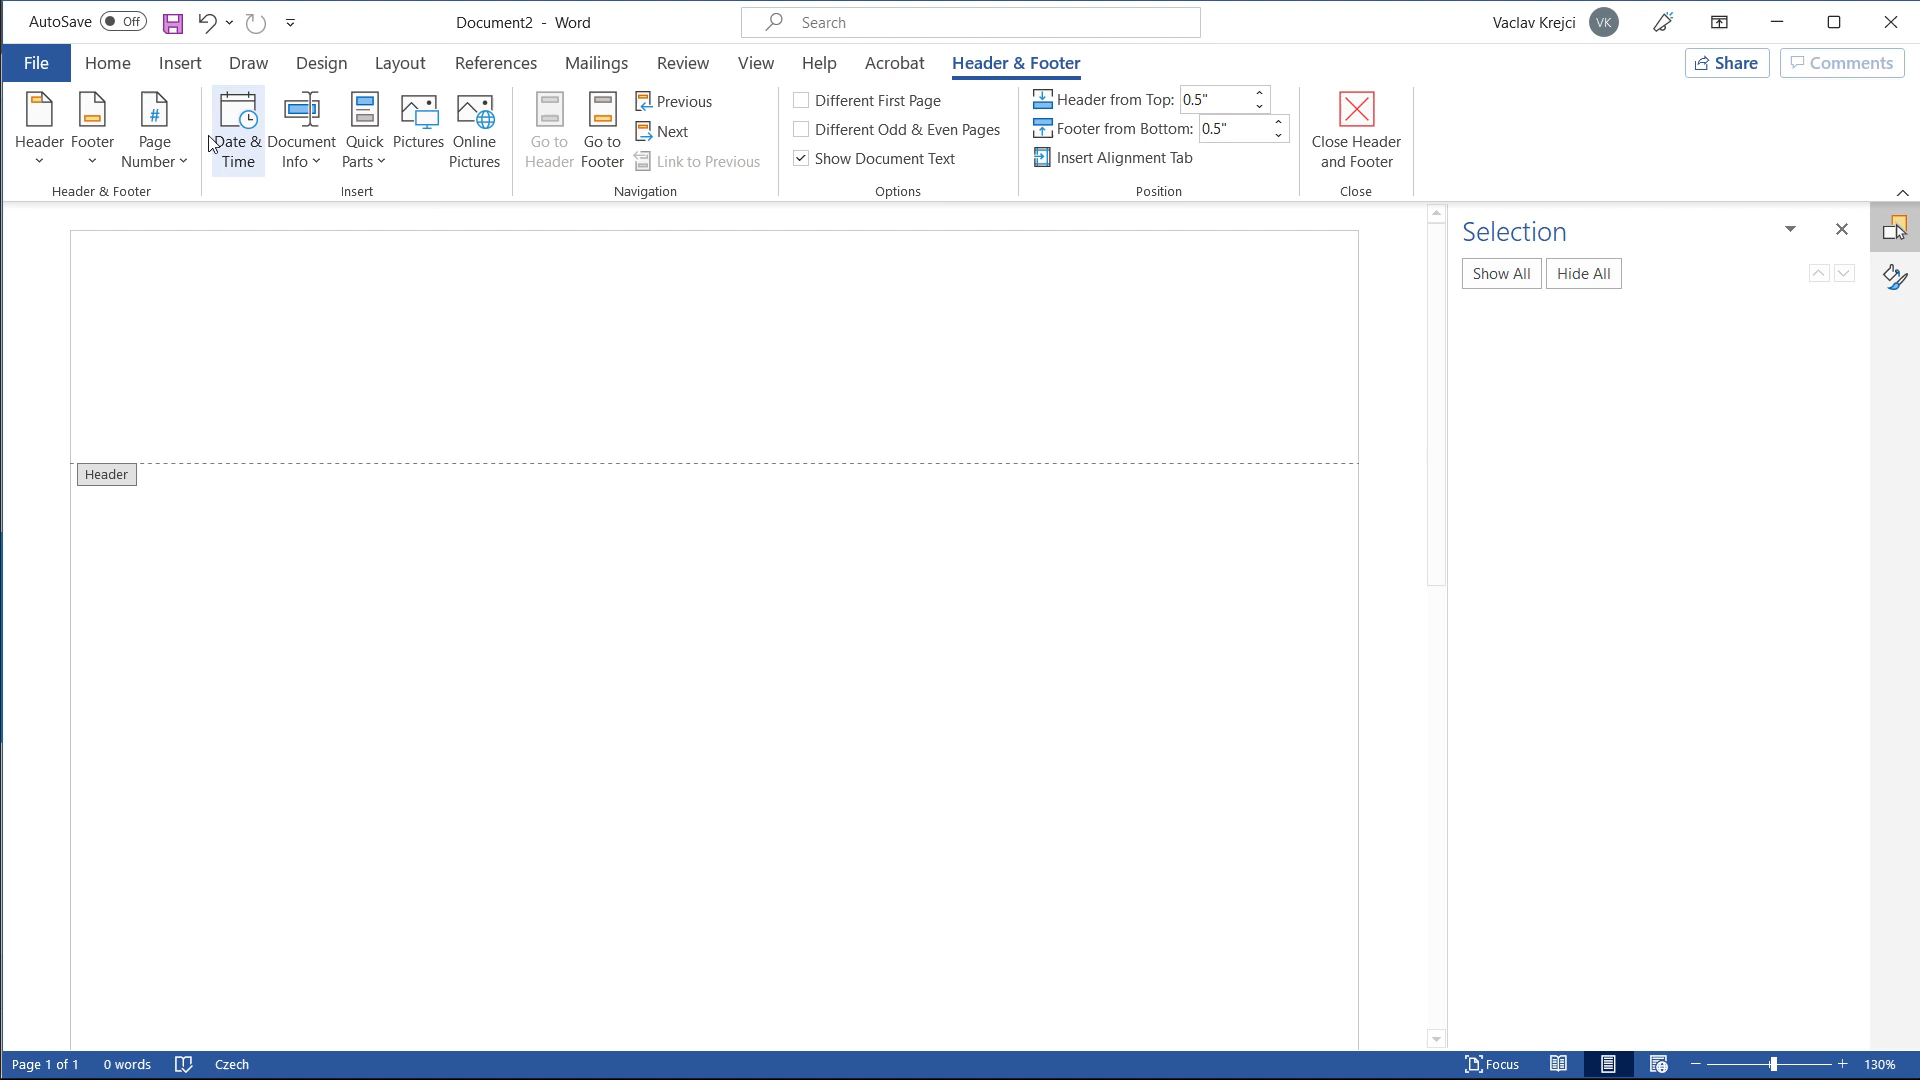 AutoSave Off
Document2 - Word
Search
Vaclav Krejci VK
File Home Insert Draw Design Layout References Mailings Review View Help Acrobat Header & Footer
Share Comments
Header
Footer
Page
Number
Header & Footer
Date &
Time
Document
Info
Quick
Parts
Pictures
Online
Pictures
Insert
Go to
Header
Go to
Footer
Previous
Next
Link to Previous
Navigation
Different First Page
Different Odd & Even Pages
Show Document Text
Options
Header from Top: 0.5"
Footer from Bottom: 0.5"
Insert Alignment Tab
Position
Close Header
and Footer
Close
Header
Selection
Show All Hide All
Page 1 of 1 0 words Czech
Focus 130%